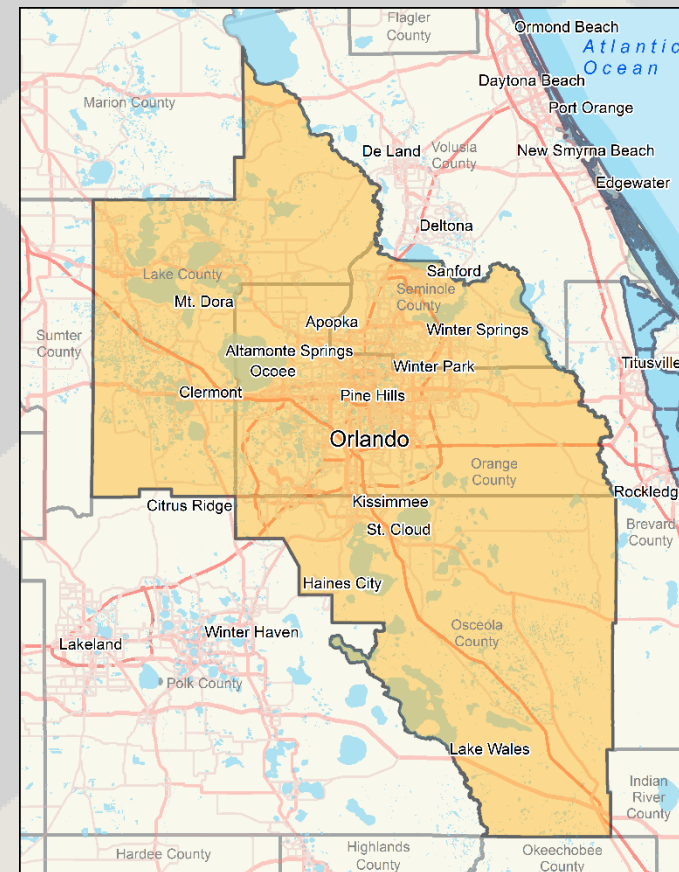 Flagler
County
Ormond Beach
Atlantic
Ocean
Daytona Beach
Marion County
Port Orange
De Land
Volusia
County
New Smyrna Beach
Edgewater
Deltona
Sanford
Lake County
Seminole
County
Mt. Dora
Apopka
Winter Springs
Sumter
County
Altamonte Springs
Ocoee
Winter Park
Titusville
Clermont
Pine Hills
Orlando
Orange
County
Rockledg
Citrus Ridge
Kissimmee
St. Cloud
Brevard
County
Haines City
Osceola
County
Lakeland
Winter Haven
Polk County
Lake Wales
Indian
River
County
Hardee County
Highlands
County
Okeechobee
County